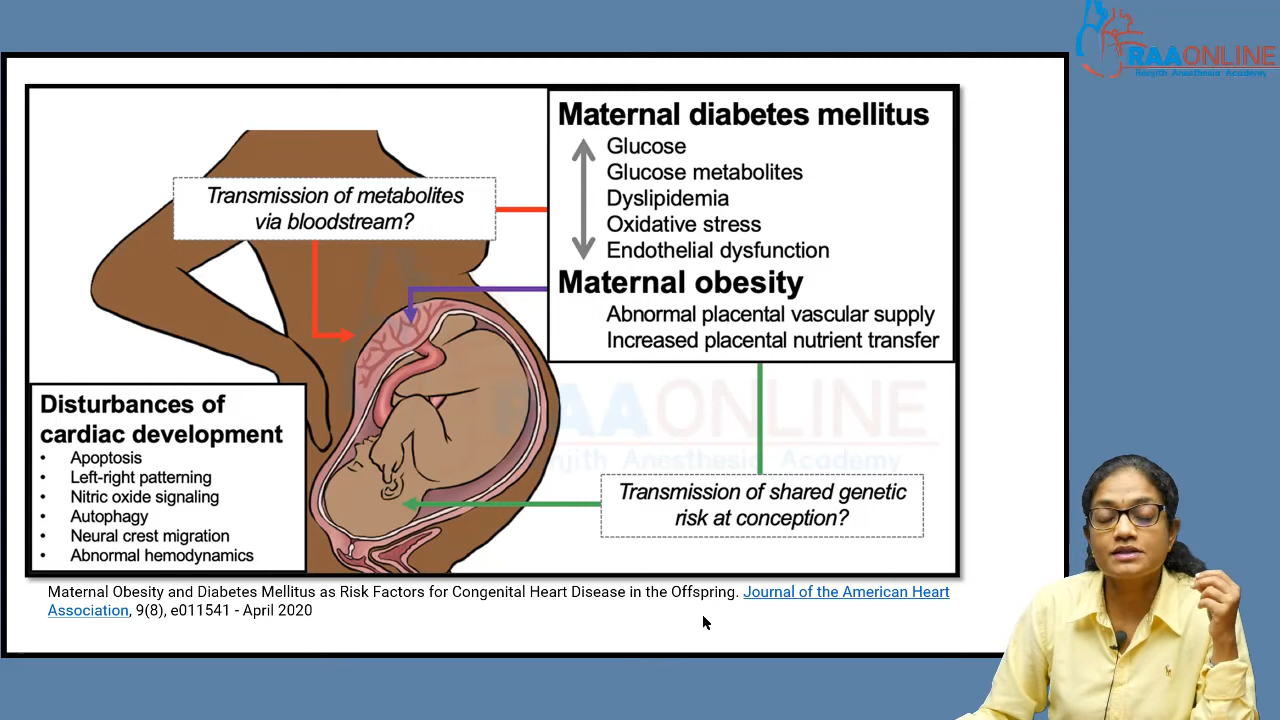 RAAONLINE
Ranjith Anesthesia Academy
Maternal diabetes mellitus
Glucose
Glucose metabolites
Dyslipidemia
Oxidative stress
Endothelial dysfunction
Maternal obesity
Abnormal placental vascular supply
Increased placental nutrient transfer
Transmission of metabolites
via bloodstream?
Disturbances of
cardiac development
• Apoptosis
• Left-right patterning
• Nitric oxide signaling
• Autophagy
• Neural crest migration
• Abnormal hemodynamics
RAAONLINE
Ranjith Anesthesia Academy
Transmission of shared genetic
risk at conception?
Maternal Obesity and Diabetes Mellitus as Risk Factors for Congenital Heart Disease in the Offspring. Journal of the American Heart
Association, 9(8), e011541 - April 2020